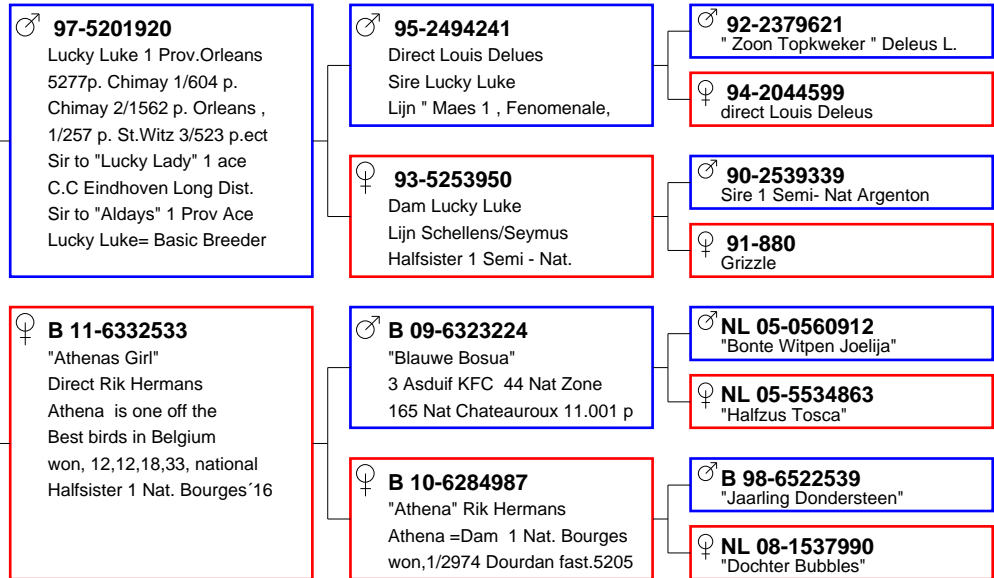 97-5201920
Lucky Luke 1 Prov.Orleans
5277p. Chimay 1/604 p.
Chimay 2/1562 p. Orleans ,
1/257 p. St.Witz 3/523 p.ect
Sir to "Lucky Lady" 1 ace
C.C Eindhoven Long Dist.
Sir to "Aldays" 1 Prov Ace
Lucky Luke= Basic Breeder
B 11-6332533
"Athenas Girl"
Direct Rik Hermans
Athena  is one off the
Best birds in Belgium
won, 12,12,18,33, national
Halfsister 1 Nat. Bourges´16
95-2494241
Direct Louis Delues
Sire Lucky Luke
Lijn " Maes 1 , Fenomenale,
93-5253950
Dam Lucky Luke
Lijn Schellens/Seymus
Halfsister 1 Semi - Nat.
B 09-6323224
"Blauwe Bosua"
3 Asduif KFC  44 Nat Zone
165 Nat Chateauroux 11.001 p
B 10-6284987
"Athena" Rik Hermans
Athena =Dam  1 Nat. Bourges
won,1/2974 Dourdan fast.5205
92-2379621
" Zoon Topkweker " Deleus L.
94-2044599
direct Louis Deleus
90-2539339
Sire 1 Semi- Nat Argenton
91-880
Grizzle
NL 05-0560912
"Bonte Witpen Joelija"
NL 05-5534863
"Halfzus Tosca"
B 98-6522539
"Jaarling Dondersteen"
NL 08-1537990
"Dochter Bubbles"